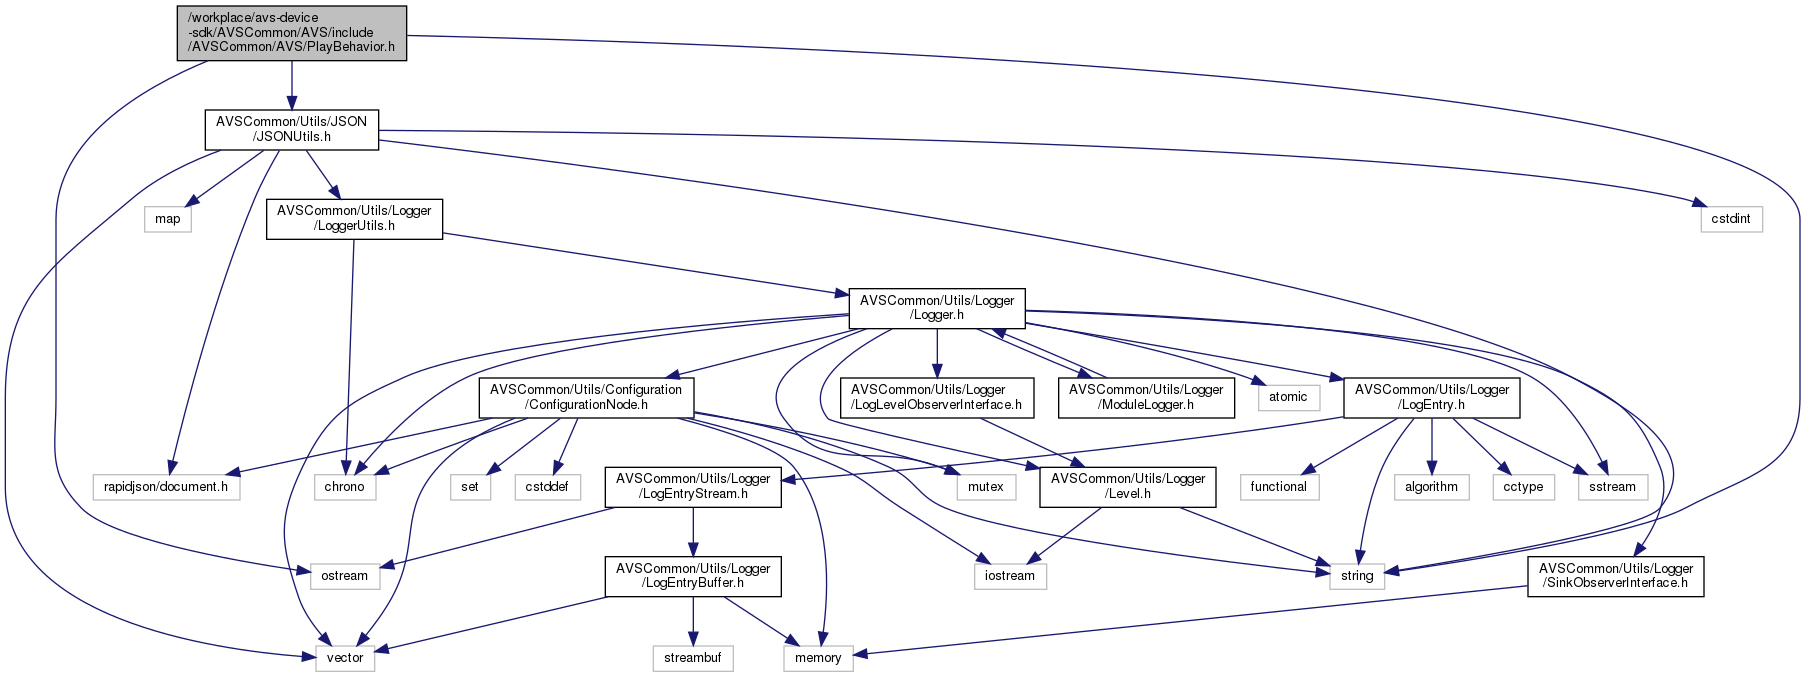 /workplace/avs-device
-sdk/AVSCommon/AVS/include
/AVSCommon/AVS/PlayBehavior.h
AVSCommon/Utils/JSON
/JSONUtils.h
map
AVSCommon/Utils/Logger
/LoggerUtils.h
cstdint
AVSCommon/Utils/Logger
/Logger.h
AVSCommon/Utils/Configuration
/ConfigurationNode.h
AVSCommon/Utils/Logger
/LogLevelObserverInterface.h
AVSCommon/Utils/Logger
/ModuleLogger.h
atomic
AVSCommon/Utils/Logger
/LogEntry.h
rapidjson/document.h
chrono
set
cstddef
AVSCommon/Utils/Logger
/LogEntryStream.h
mutex
AVSCommon/Utils/Logger
/Level.h
functional
algorithm
cctype
sstream
ostream
AVSCommon/Utils/Logger
/LogEntryBuffer.h
iostream
string
AVSCommon/Utils/Logger
/SinkObserverInterface.h
vector
streambuf
memory